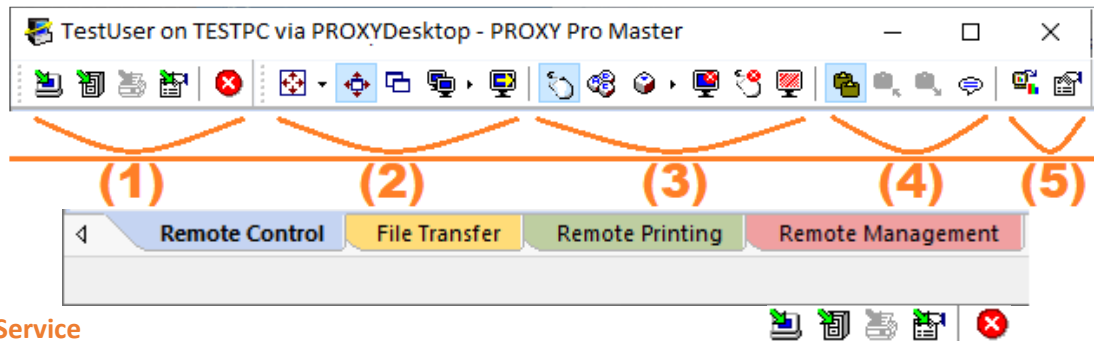 TestUser on TESTPC via PROXYDesktop - PROXY Pro Master
(1) (2) (3) (4) (5)
Remote Control File Transfer Remote Printing Remote Management
Service